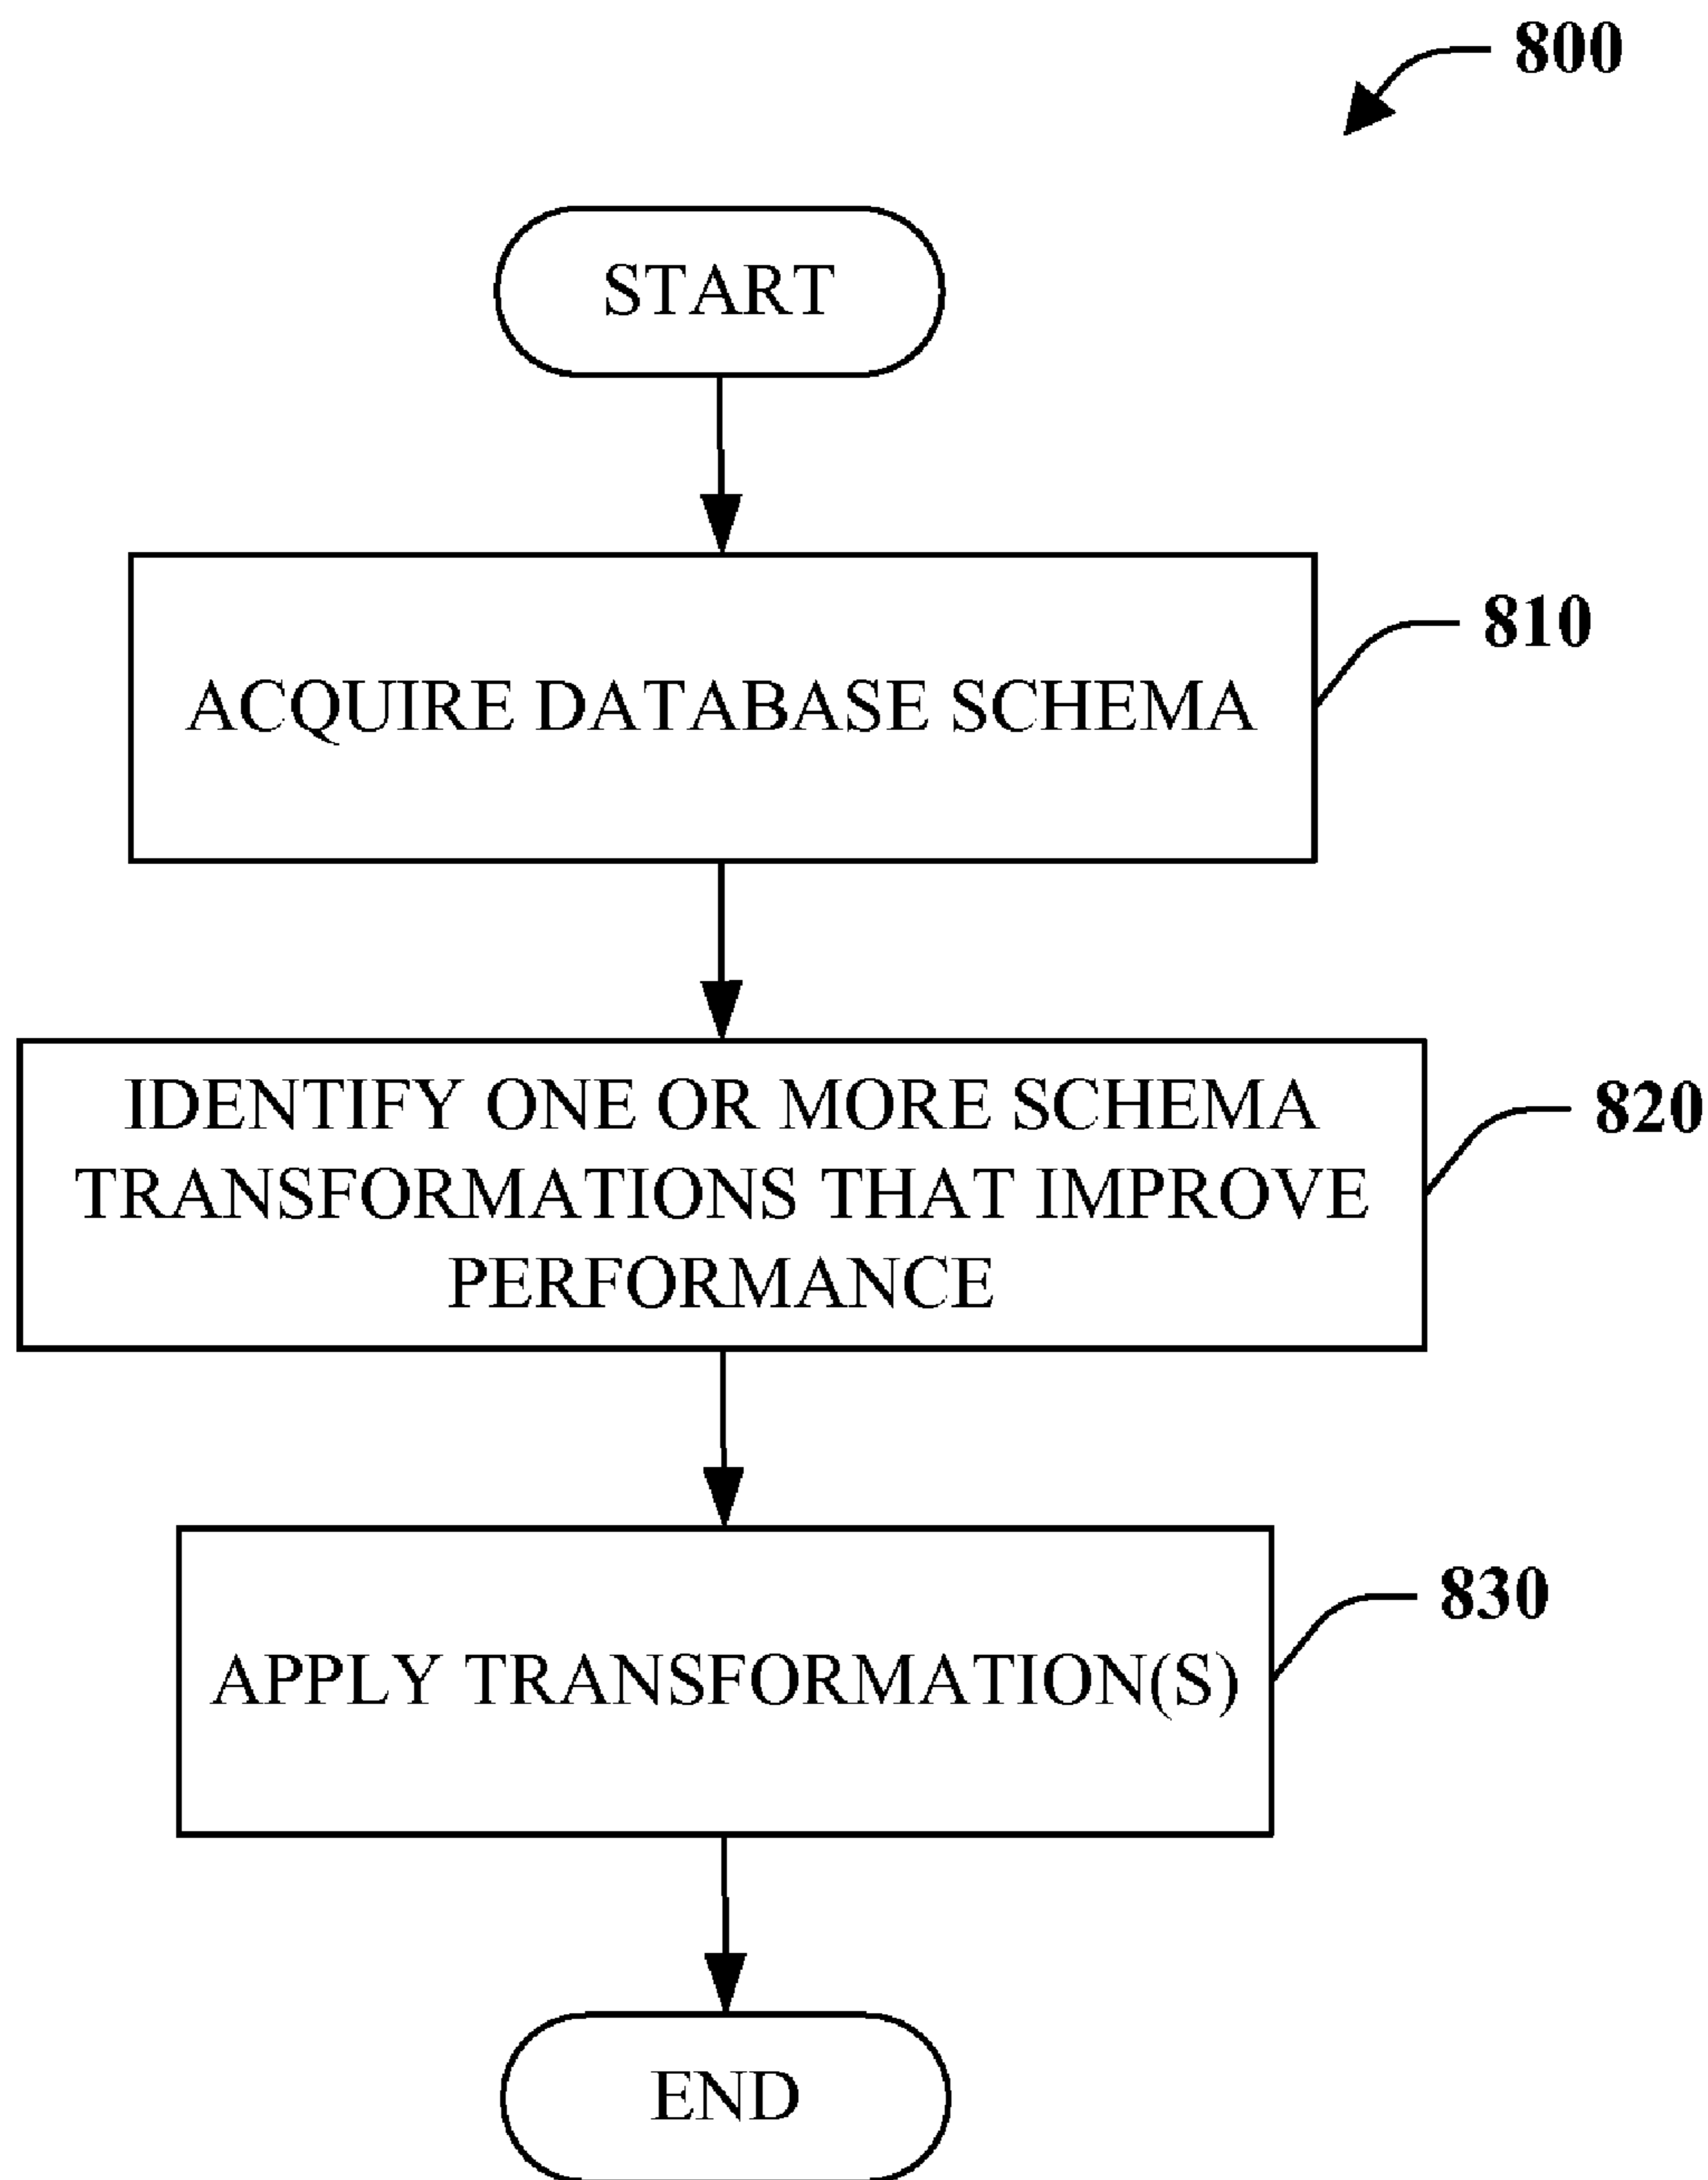 800
START
ACQUIRE DATABASE SCHEMA
810
IDENTIFY ONE OR MORE SCHEMA
TRANSFORMATIONS THAT IMPROVE
PERFORMANCE
820
APPLY TRANSFORMATION(S)
830
END